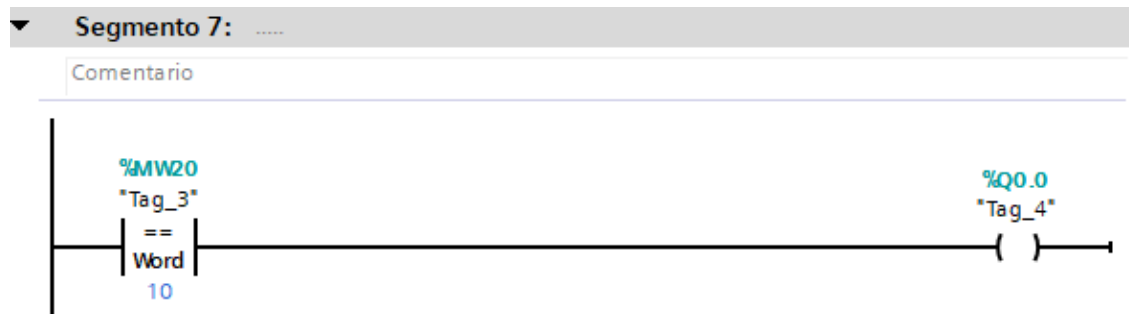 Segmento 7: .....
Comentario
%MW20
"Tag_3"
==
Word
10
%Q0.0
"Tag_4"
( )